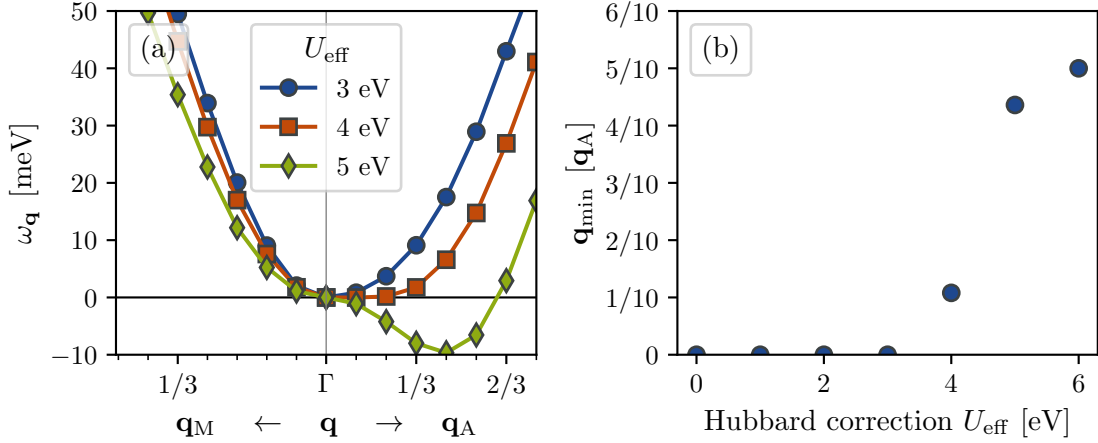 (a)
U_eff
3 eV
4 eV
5 eV
50
40
30
20
10
0
−10
ω_q [meV]
1/3
Γ
1/3
2/3
q_M ← q → q_A
(b)
6/10
5/10
4/10
3/10
2/10
1/10
0
q_min [q_A]
0
2
4
6
Hubbard correction U_eff [eV]